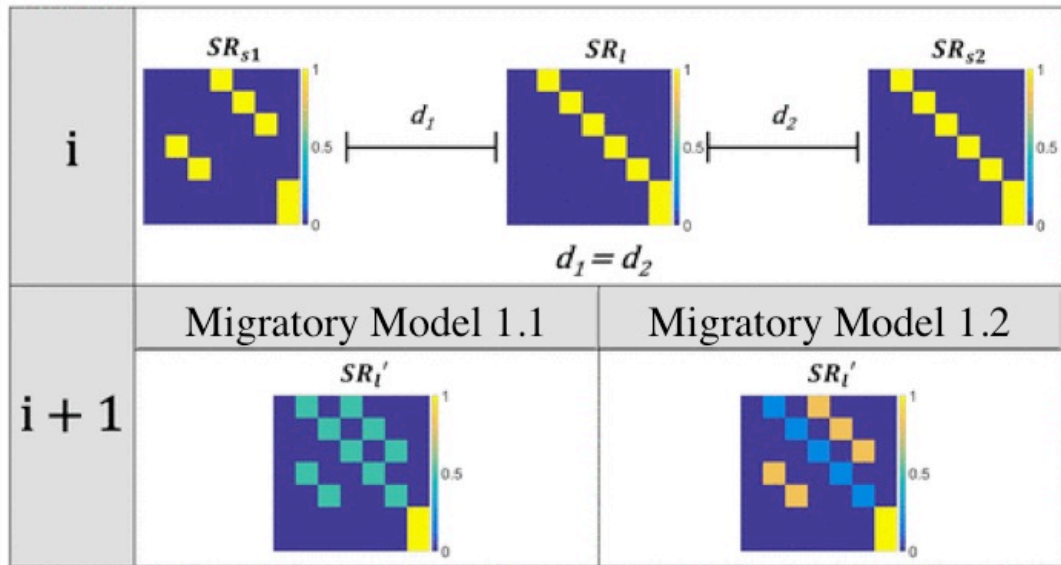 i
SR_s1
1
0.5
0
d_1
SR_l
1
0.5
0
d_2
SR_s2
1
0.5
0
d_1 = d_2
i + 1
Migratory Model 1.1
Migratory Model 1.2
SR_l'
1
0.5
0
SR_l'
1
0.5
0